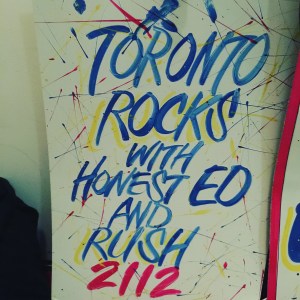 TORONTO
ROCKS
WITH
HONEST ED
AND
RUSH
2112